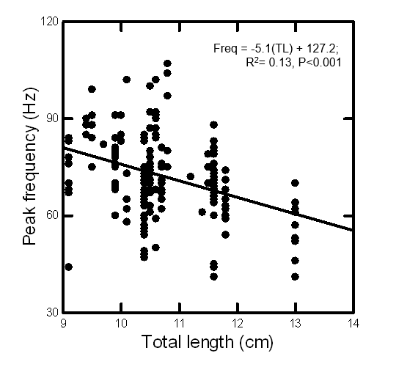 120
Freq = -5.1(TL) + 127.2;
R²= 0.13, P<0.001
90
Peak frequency (Hz)
60
30
9 10 11 12 13 14
Total length (cm)